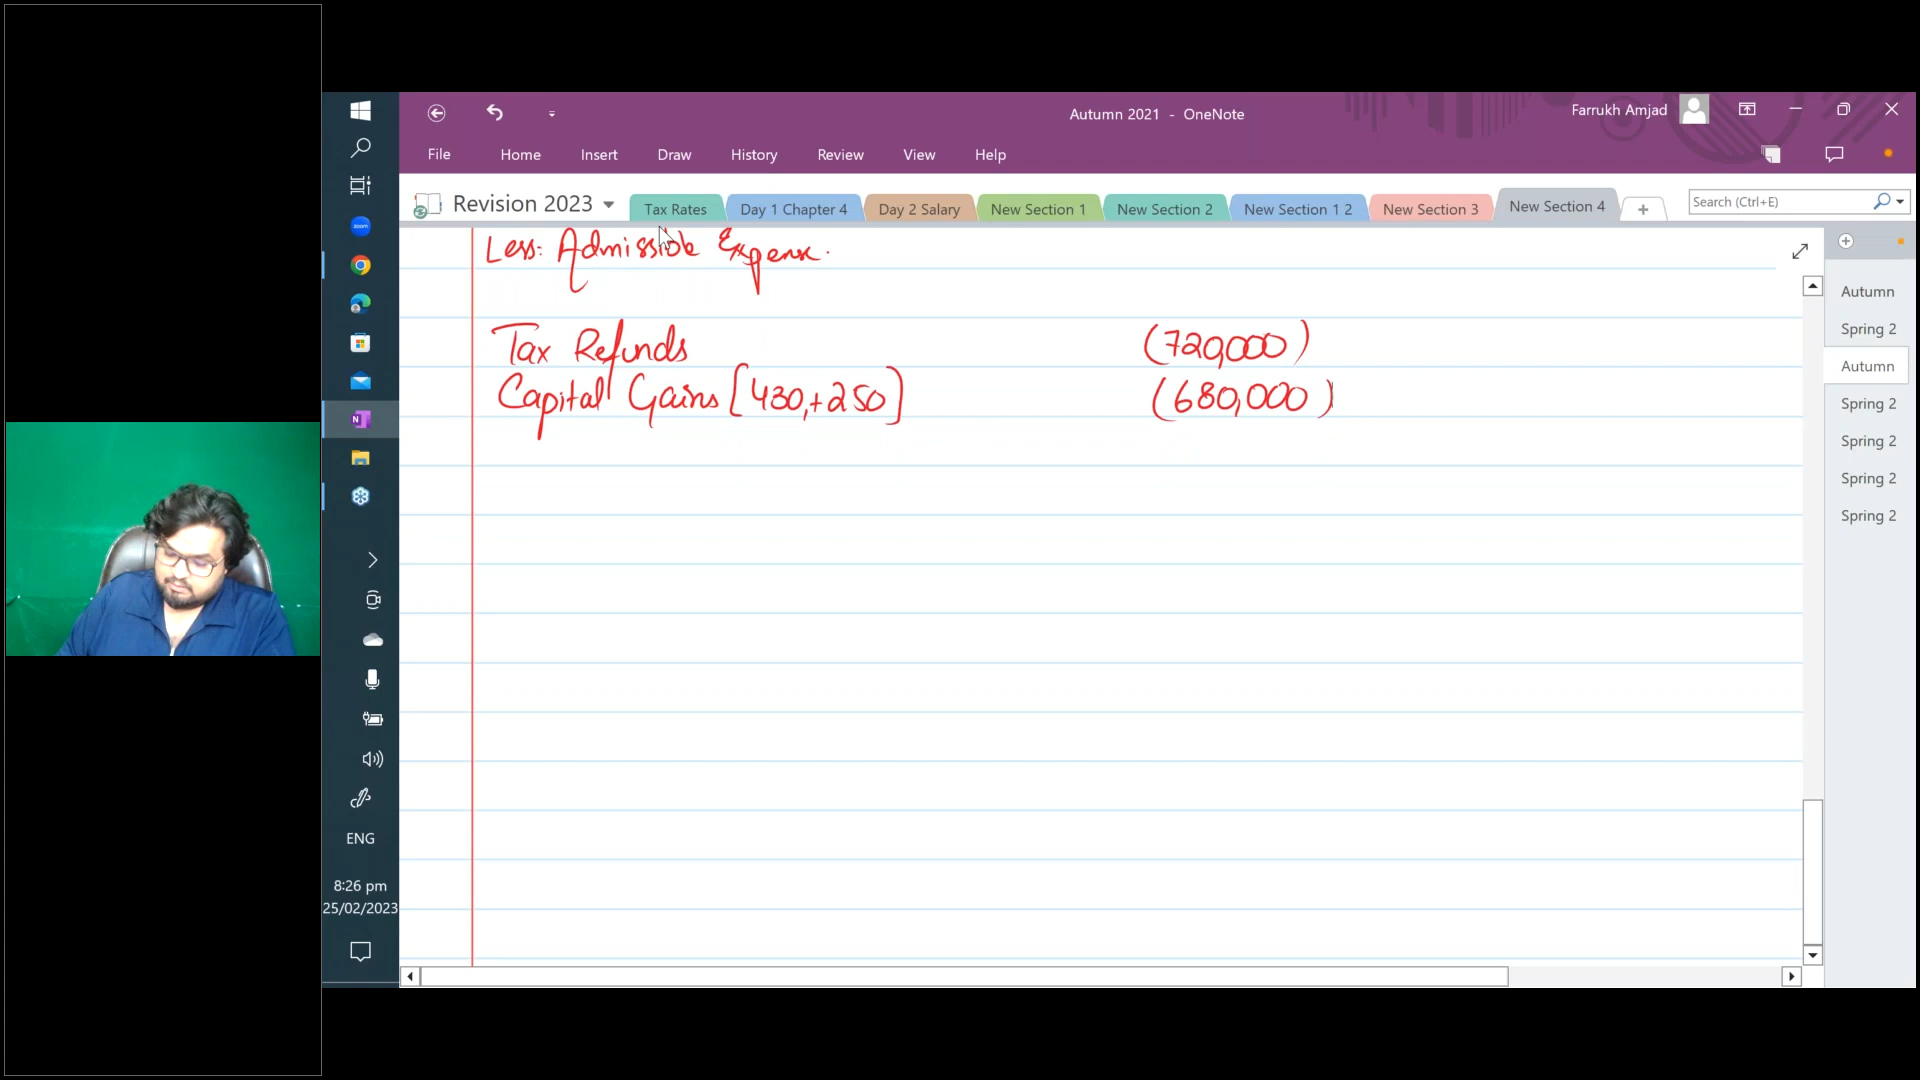 Autumn 2021 - OneNote
Farrukh Amjad
File Home Insert Draw History Review View Help
Revision 2023
Tax Rates
Day 1 Chapter 4
Day 2 Salary
New Section 1
New Section 2
New Section 1 2
New Section 3
New Section 4
Search (Ctrl+E)
Less: Admissible Expense.
Tax Refunds (720,000)
Capital Gains [430,+250] (680,000)
Autumn
Spring 2
Autumn
Spring 2
Spring 2
Spring 2
Spring 2
zoom
N
ENG
8:26 pm
25/02/2023